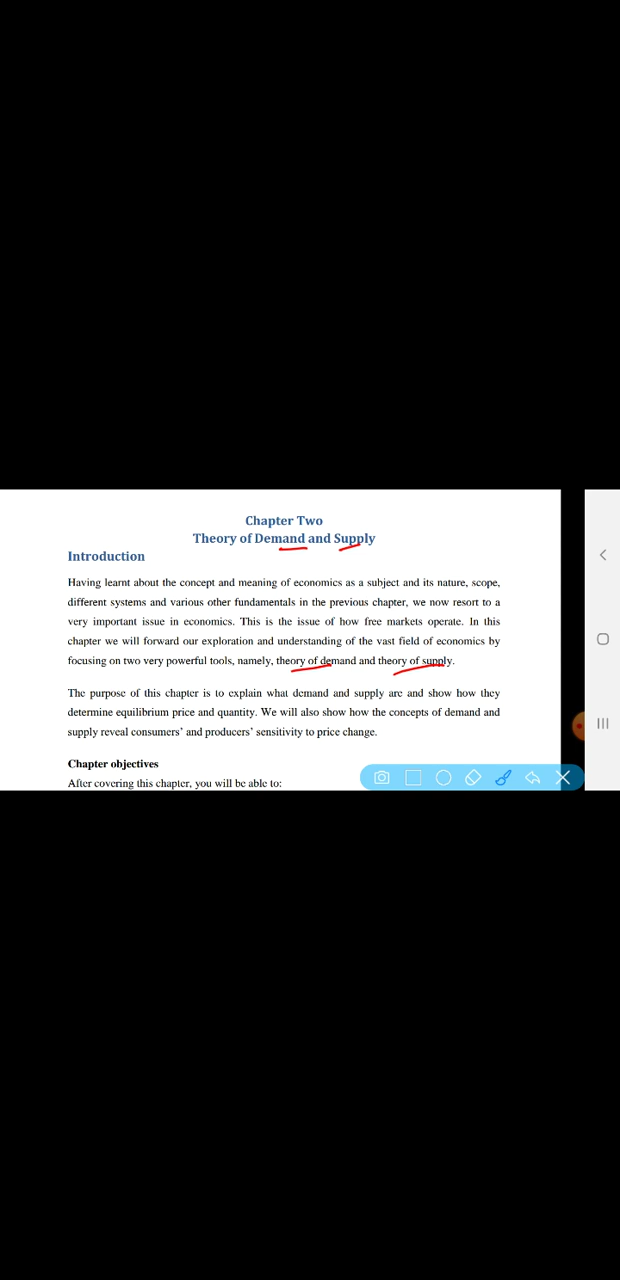 Chapter Two
Theory of Demand and Supply
Introduction
Having learnt about the concept and meaning of economics as a subject and its nature, scope,
different systems and various other fundamentals in the previous chapter, we now resort to a
very important issue in economics. This is the issue of how free markets operate. In this
chapter we will forward our exploration and understanding of the vast field of economics by
focusing on two very powerful tools, namely, theory of demand and theory of supply.
The purpose of this chapter is to explain what demand and supply are and show how they
determine equilibrium price and quantity. We will also show how the concepts of demand and
supply reveal consumers’ and producers’ sensitivity to price change.
Chapter objectives
After covering this chapter, you will be able to: